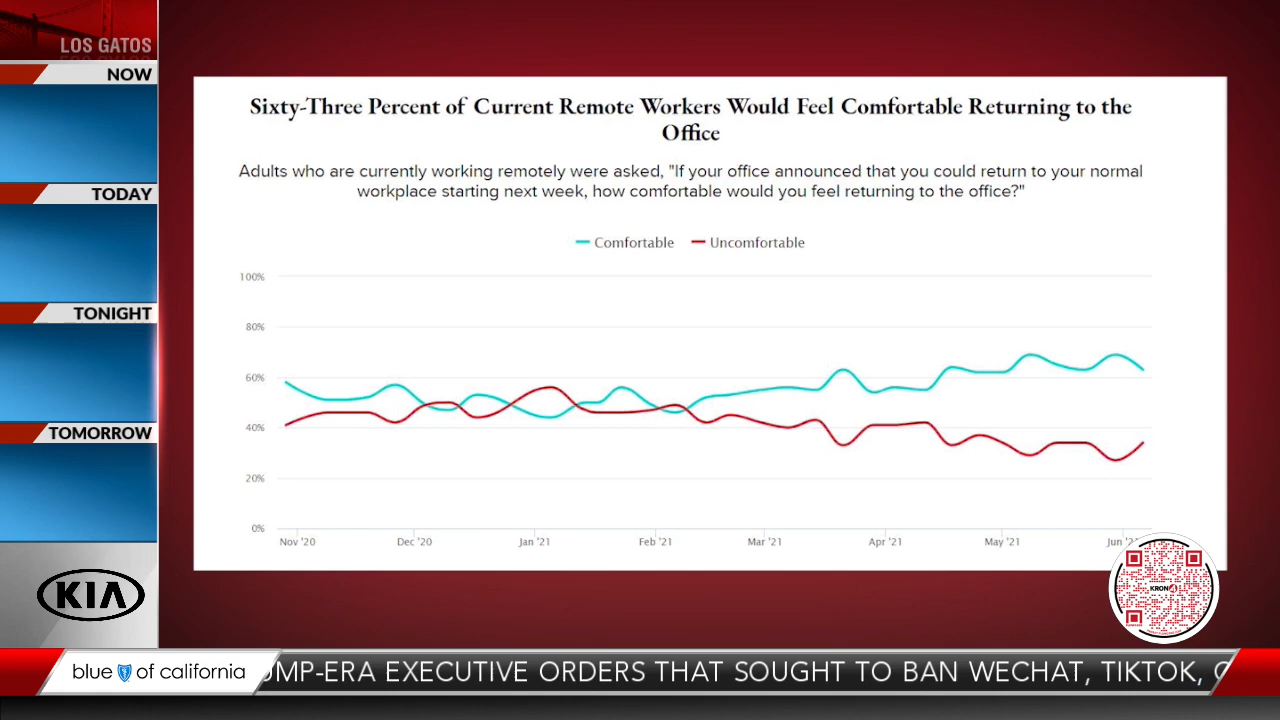 LOS GATOS
NOW
TODAY
TONIGHT
TOMORROW
KIA
Sixty-Three Percent of Current Remote Workers Would Feel Comfortable Returning to the
Office
Adults who are currently working remotely were asked, "If your office announced that you could return to your normal
workplace starting next week, how comfortable would you feel returning to the office?"
Comfortable Uncomfortable
100%
80%
60%
40%
20%
0%
Nov '20 Dec '20 Jan '21 Feb '21 Mar '21 Apr '21 May '21 Jun
KRON4
blue of california
EXECUTIVE ORDERS THAT SOUGHT TO BAN WECHAT, TIKTOK,